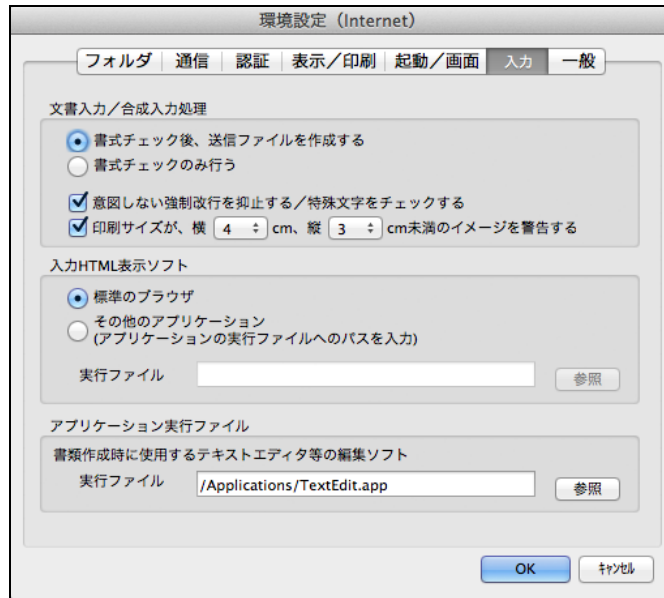 環境設定（Internet）
フォルダ 通信 認証 表示／印刷 起動／画面 入力 一般
文書入力／合成入力処理
書式チェック後、送信ファイルを作成する
書式チェックのみ行う
意図しない強制改行を抑止する／特殊文字をチェックする
印刷サイズが、横 4 cm、縦 3 cm未満のイメージを警告する
入力HTML表示ソフト
標準のブラウザ
その他のアプリケーション
(アプリケーションの実行ファイルへのパスを入力)
実行ファイル 参照
アプリケーション実行ファイル
書類作成時に使用するテキストエディタ等の編集ソフト
実行ファイル /Applications/TextEdit.app 参照
OK ｷｬﾝｾﾙ